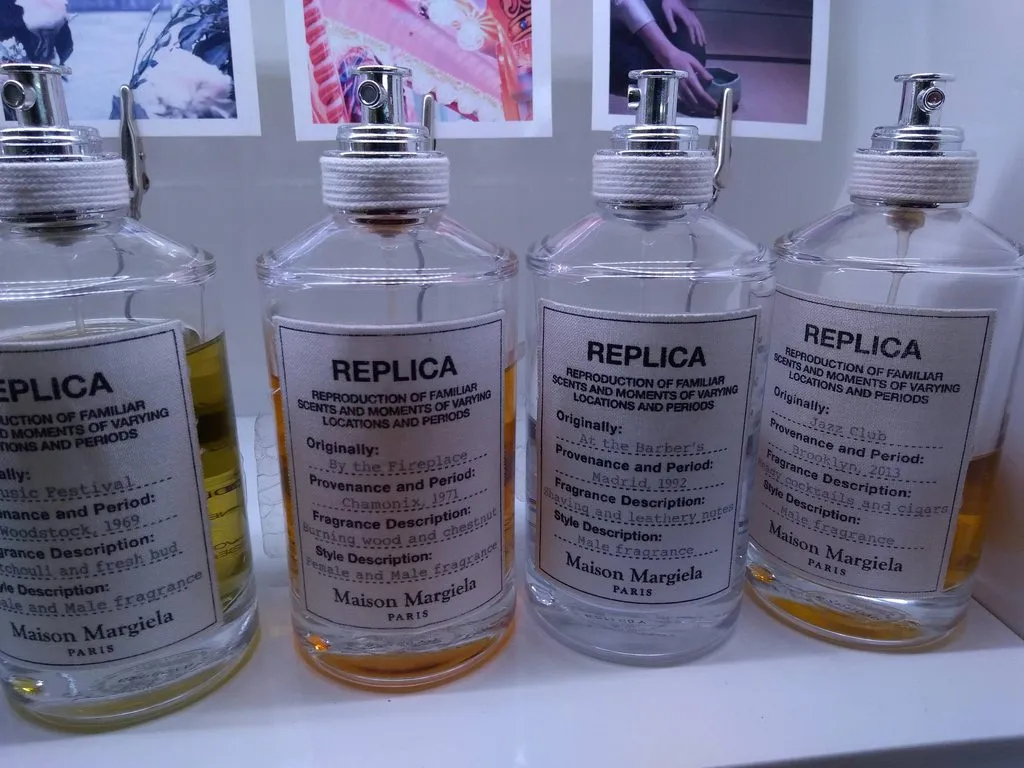 EPLICA
UCTION OF FAMILIAR
D MOMENTS OF VARYING
TIONS AND PERIODS
ally:
usic Festival
enance and Period:
Woodstock, 1969
grance Description:
tchouli and fresh bud
yle Description:
ale and Male fragrance
Maison Margiela
PARIS
REPLICA
REPRODUCTION OF FAMILIAR
SCENTS AND MOMENTS OF VARYING
LOCATIONS AND PERIODS
Originally:
By the Fireplace
Provenance and Period:
Chamonix, 1971
Fragrance Description:
Burning wood and chestnut
Style Description:
Female and Male fragrance
Maison Margiela
PARIS
REPLICA
REPRODUCTION OF FAMILIAR
SCENTS AND MOMENTS OF VARYING
LOCATIONS AND PERIODS
Originally:
At the Barber's
Provenance and Period:
Madrid, 1992
Fragrance Description:
Shaving and leathery notes
Style Description:
Male fragrance
Maison Margiela
PARIS
REPLICA
REPRODUCTION OF FAMILIAR
SCENTS AND MOMENTS OF VARYING
LOCATIONS AND PERIODS
Originally:
Jazz Club
Provenance and Period:
Brooklyn, 2013
Fragrance Description:
cocktails and cigars
Style Description:
Male fragrance
Maison Margiela
PARIS